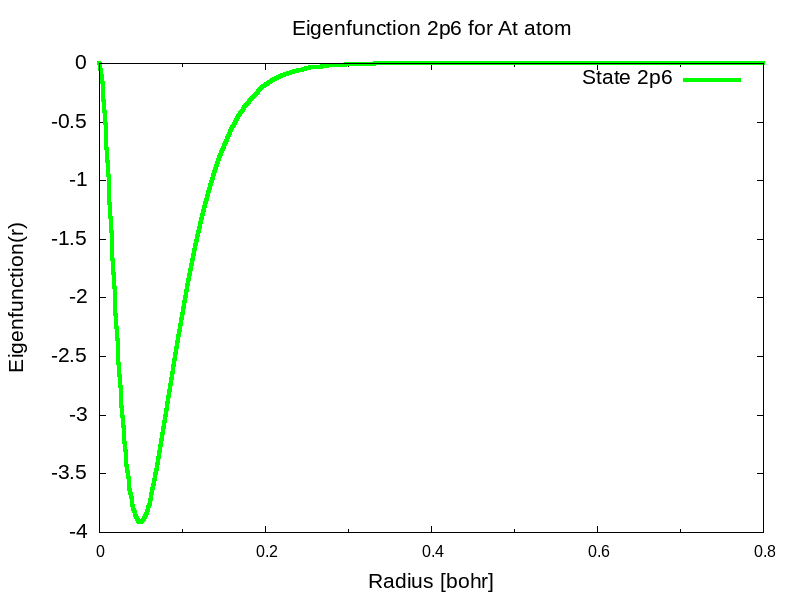 Eigenfunction 2p6 for At atom
State 2p6
0
-0.5
-1
-1.5
-2
-2.5
-3
-3.5
-4
Eigenfunction(r)
0 0.2 0.4 0.6 0.8
Radius [bohr]